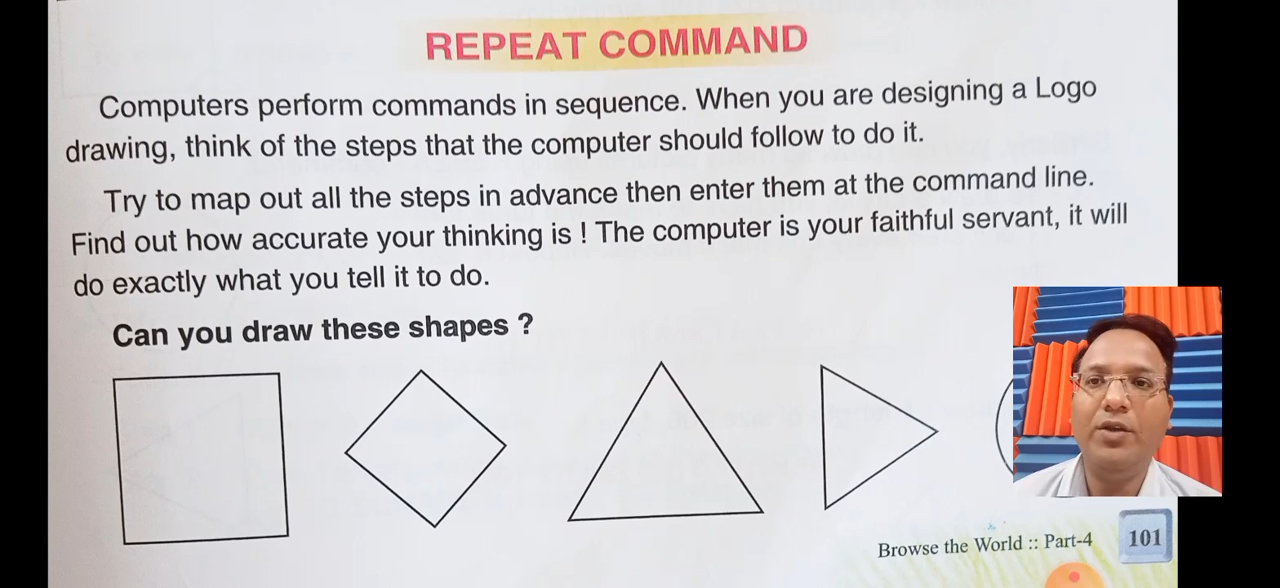 REPEAT COMMAND
Computers perform commands in sequence. When you are designing a Logo
drawing, think of the steps that the computer should follow to do it.
Try to map out all the steps in advance then enter them at the command line.
Find out how accurate your thinking is ! The computer is your faithful servant, it will
do exactly what you tell it to do.
Can you draw these shapes ?
Browse the World :: Part-4
101